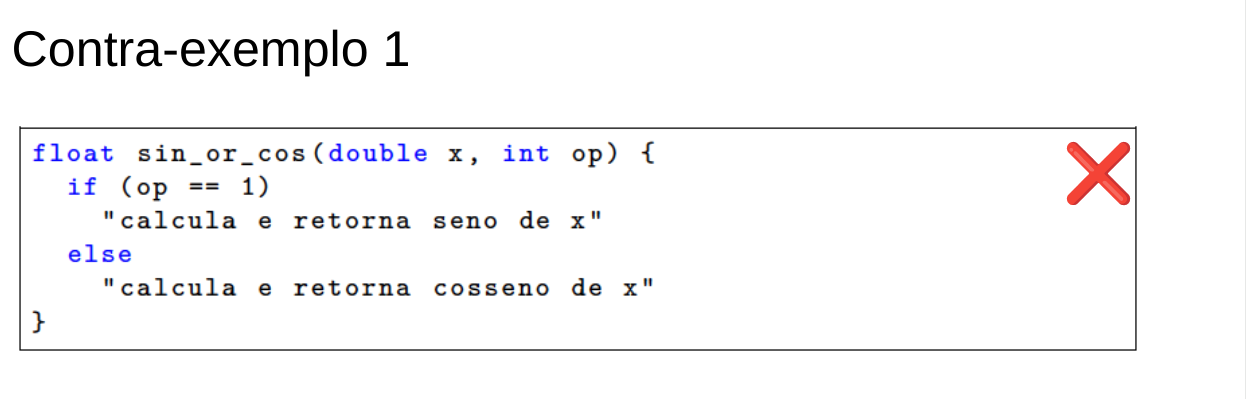 Contra-exemplo 1
float sin_or_cos(double x, int op) {
  if (op == 1)
    "calcula e retorna seno de x"
  else
    "calcula e retorna cosseno de x"
}